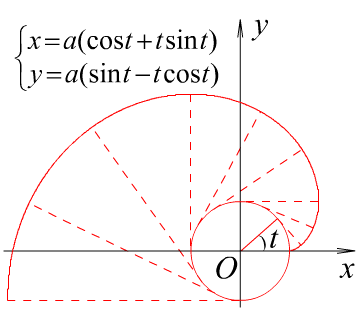 x=a(cost+tsint)
y=a(sint−tcost)
y
t
O
x